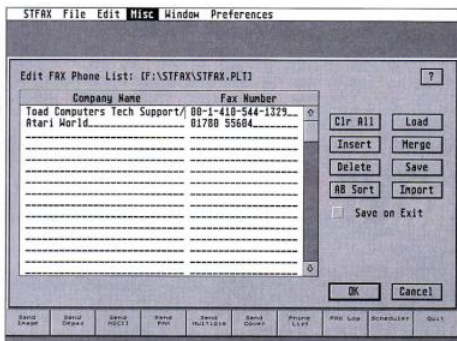 STFAX File Edit Misc Window Preferences
Edit FAX Phone List: [F:\STFAX\STFAX.PLT]
?
Company Name Fax Number
Toad Computers Tech Support/ 00-1-410-544-1329
Atari World 01788 55604
Clr All Load
Insert Merge
Delete Save
AB Sort Import
Save on Exit
OK Cancel
Send Image Send Depas Send ASCII Send FAX Send Multiple Send Cover Phone List FAX Log Scheduler Quit